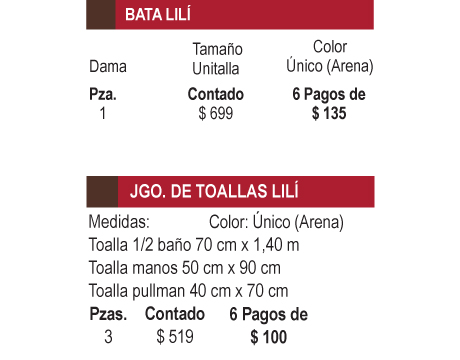 BATA LILÍ
Dama Tamaño Unitalla Color Único (Arena)
Pza. Contado 6 Pagos de
1 $ 699 $ 135
JGO. DE TOALLAS LILÍ
Medidas: Color: Único (Arena)
Toalla 1/2 baño 70 cm x 1,40 m
Toalla manos 50 cm x 90 cm
Toalla pullman 40 cm x 70 cm
Pzas. Contado 6 Pagos de
3 $ 519 $ 100